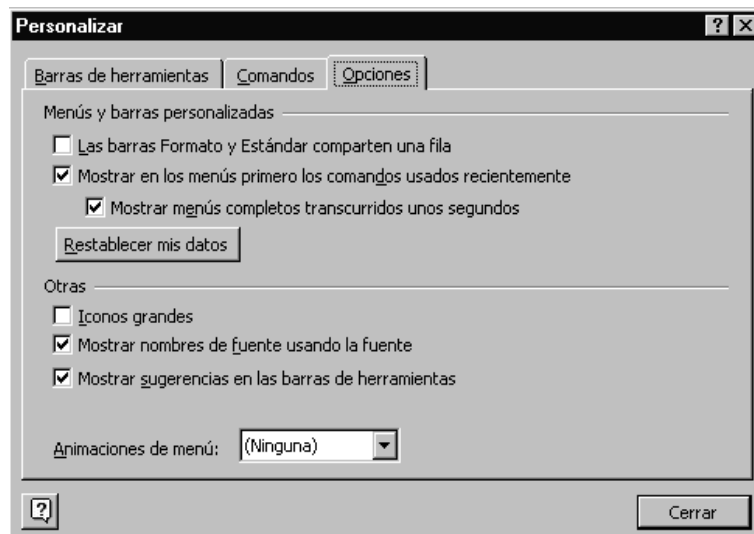 Personalizar
Barras de herramientas Comandos Opciones
Menús y barras personalizadas
Las barras Formato y Estándar comparten una fila
Mostrar en los menús primero los comandos usados recientemente
Mostrar menús completos transcurridos unos segundos
Restablecer mis datos
Otras
Iconos grandes
Mostrar nombres de fuente usando la fuente
Mostrar sugerencias en las barras de herramientas
Animaciones de menú: (Ninguna)
Cerrar